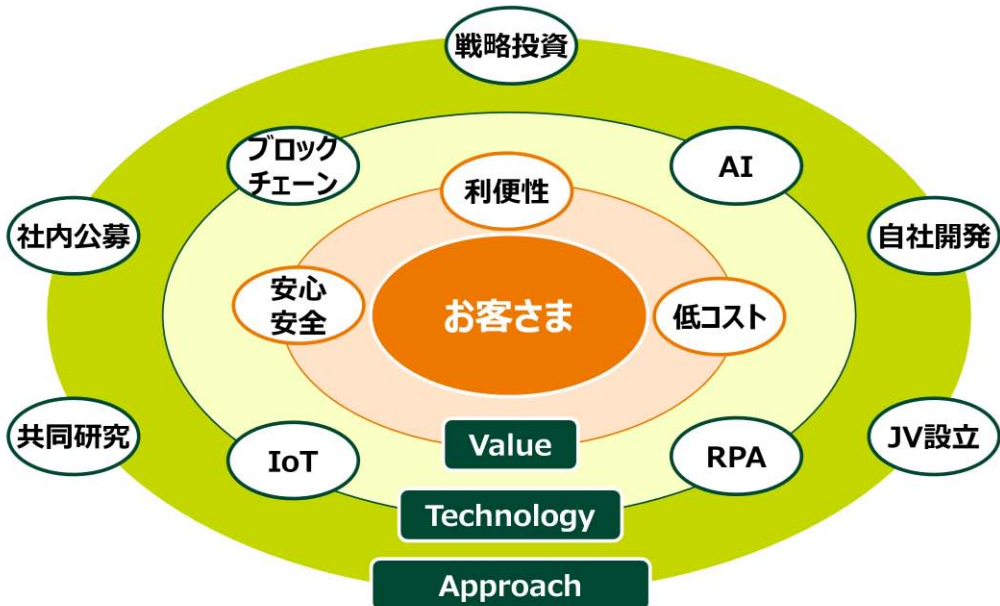 戦略投資
ブロック
チェーン
AI
利便性
社内公募
自社開発
安心
安全
お客さま
低コスト
共同研究
JV設立
IoT
Value
RPA
Technology
Approach